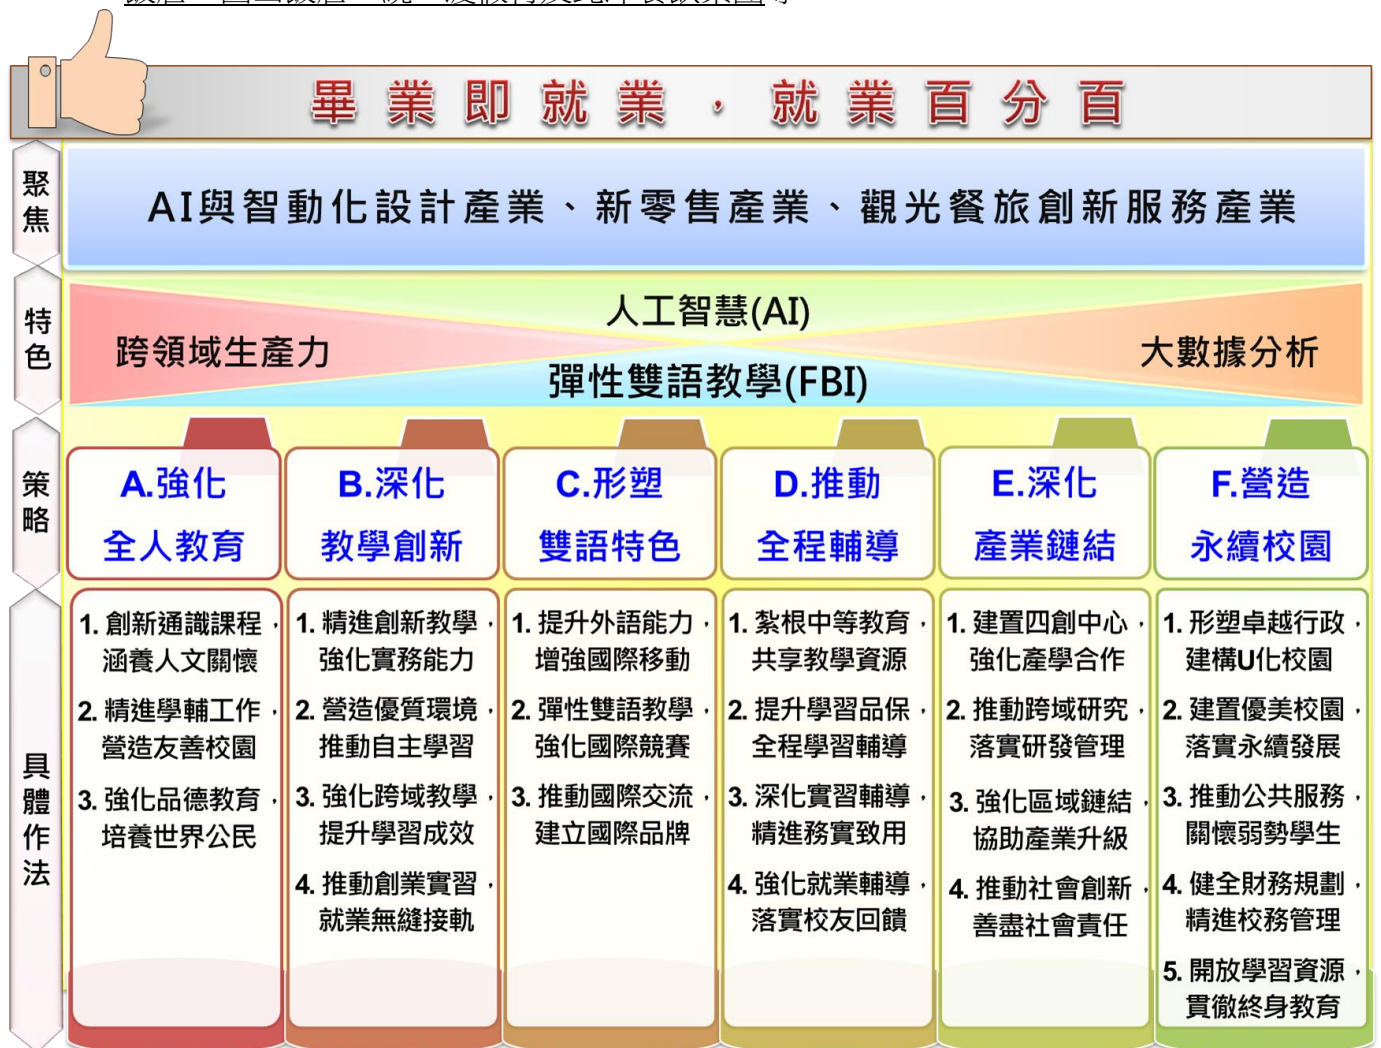 畢業即就業，就業百分百
聚焦
AI與智動化設計產業、新零售產業、觀光餐旅創新服務產業
特色
人工智慧(AI)
跨領域生產力
大數據分析
彈性雙語教學(FBI)
策略
A.強化
全人教育
B.深化
教學創新
C.形塑
雙語特色
D.推動
全程輔導
E.深化
產業鏈結
F.營造
永續校園
具體作法
1. 創新通識課程，
涵養人文關懷
2. 精進學輔工作，
營造友善校園
3. 強化品德教育，
培養世界公民
1. 精進創新教學，
強化實務能力
2. 營造優質環境，
推動自主學習
3. 強化跨域教學，
提升學習成效
4. 推動創業實習，
就業無縫接軌
1. 提升外語能力，
增強國際移動
2. 彈性雙語教學，
強化國際競賽
3. 推動國際交流，
建立國際品牌
1. 紮根中等教育，
共享教學資源
2. 提升學習品保，
全程學習輔導
3. 深化實習輔導，
精進務實致用
4. 強化就業輔導，
落實校友回饋
1. 建置四創中心，
強化產學合作
2. 推動跨域研究，
落實研發管理
3. 強化區域鏈結，
協助產業升級
4. 推動社會創新，
善盡社會責任
1. 形塑卓越行政，
建構U化校園
2. 建置優美校園，
落實永續發展
3. 推動公共服務，
關懷弱勢學生
4. 健全財務規劃，
精進校務管理
5. 開放學習資源，
貫徹終身教育